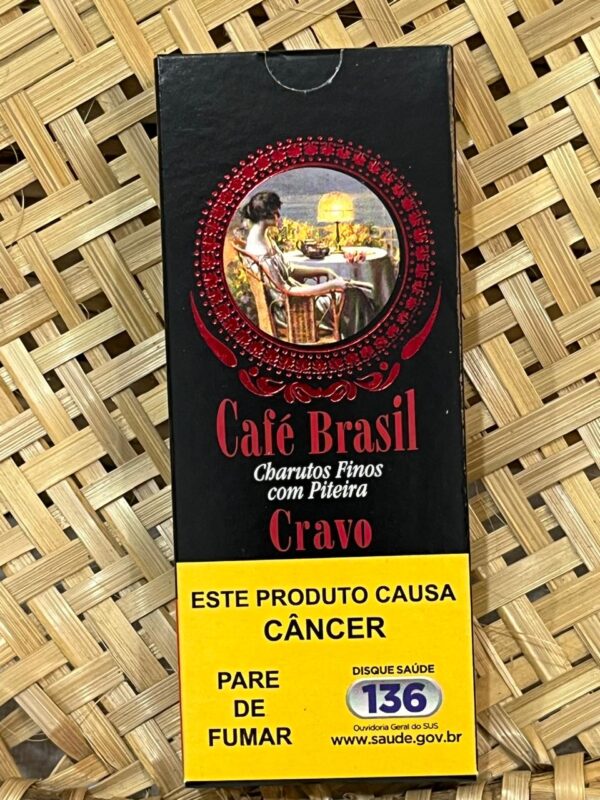 Café Brasil
Charutos Finos
com Piteira
Cravo
ESTE PRODUTO CAUSA
CÂNCER
PARE
DE
FUMAR
DISQUE SAÚDE
136
Ouvidoria Geral do SUS
www.saude.gov.br